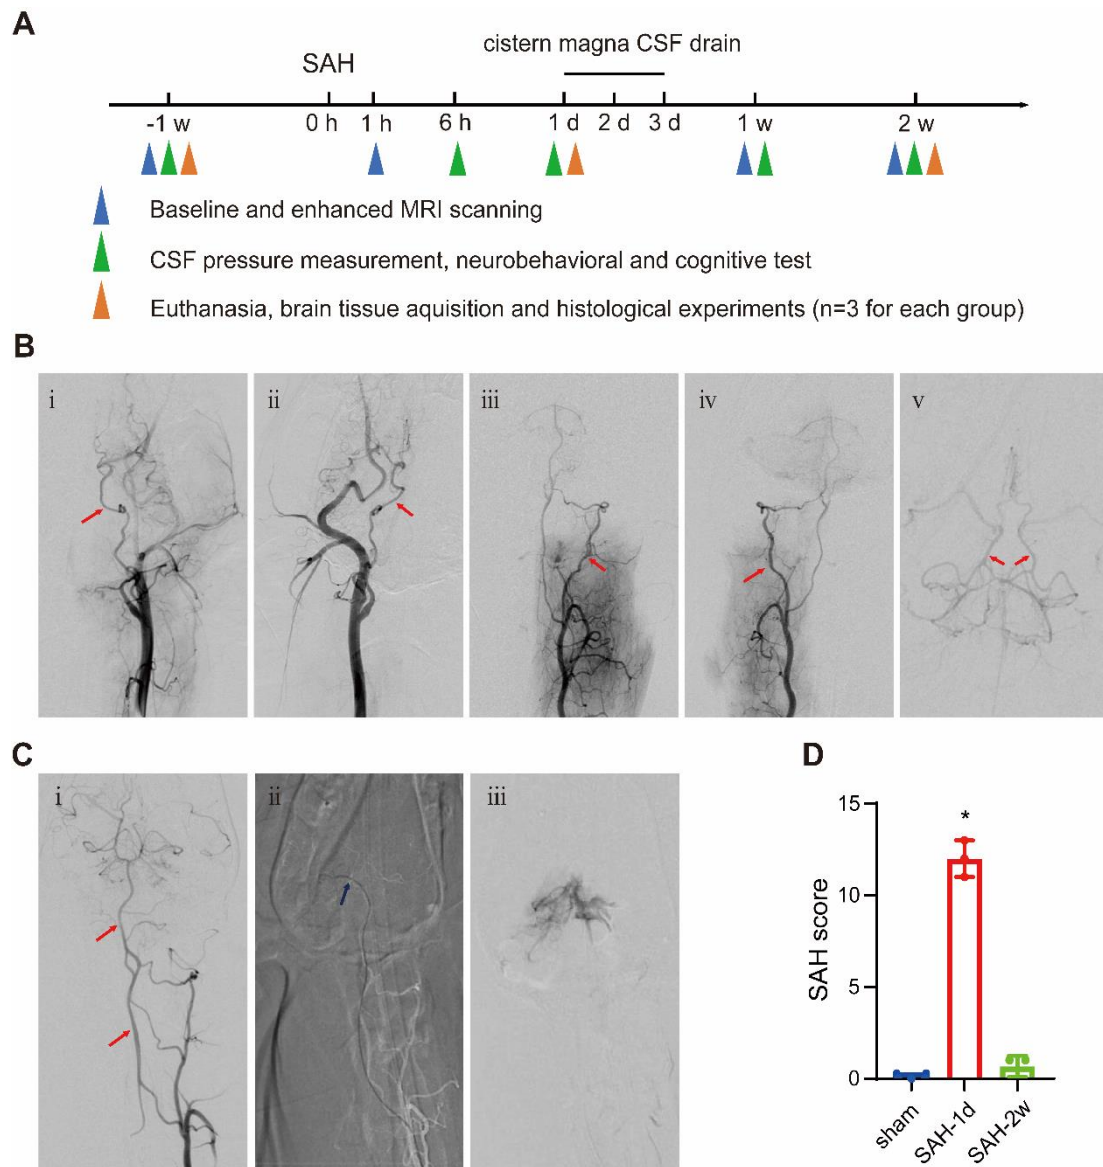 A
cistern magna CSF drain
SAH
-1 w 0 h 1 h 6 h 1 d 2 d 3 d 1 w 2 w
Baseline and enhanced MRI scanning
CSF pressure measurement, neurobehavioral and cognitive test
Euthanasia, brain tissue aquisition and histological experiments (n=3 for each group)
B
i ii iii iv v
C
i ii iii
D
15
*
10
SAH score
5
0
sham SAH-1d SAH-2w